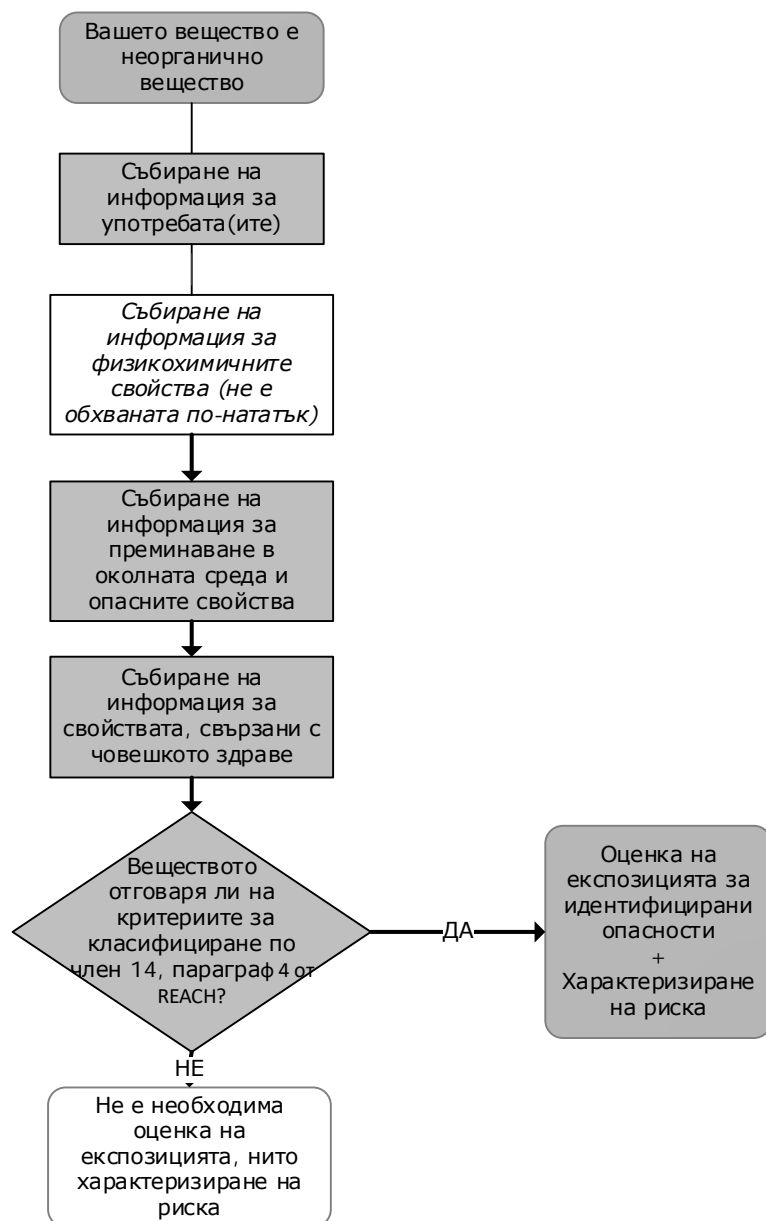 Вашето вещество е
неорганично
вещество
Събиране на
информация за
употребата(ите)
Събиране на
информация за
физикохимичните
свойства (не е
обхваната по-нататък)
Събиране на
информация за
преминаване в
околната среда и
опасните свойства
Събиране на
информация за
свойствата, свързани с
човешкото здраве
Веществото
отговаря ли на
критериите за
класифициране по
член 14, параграф 4 от
REACH?
ДА
Оценка на
експозицията за
идентифицирани
опасности
+
Характеризиране
на риска
НЕ
Не е необходима
оценка на
експозицията, нито
характеризиране на
риска